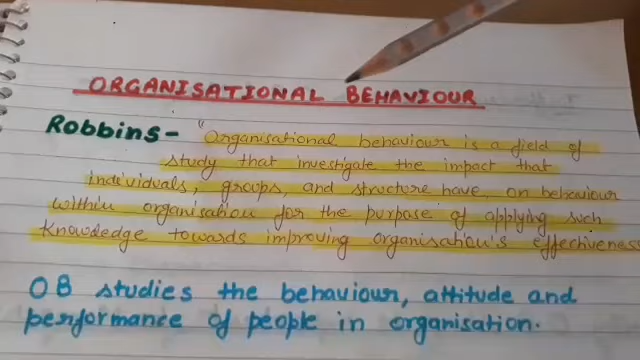 ORGANISATIONAL BEHAVIOUR
Robbins- "Organisational behaviour is a field of
study that investigate the impact that
individuals, groups, and structure have on behaviour
within organisation for the purpose of applying such
knowledge towards improving organisation's effectiveness
OB studies the behaviour, attitude and
performance of people in organisation.